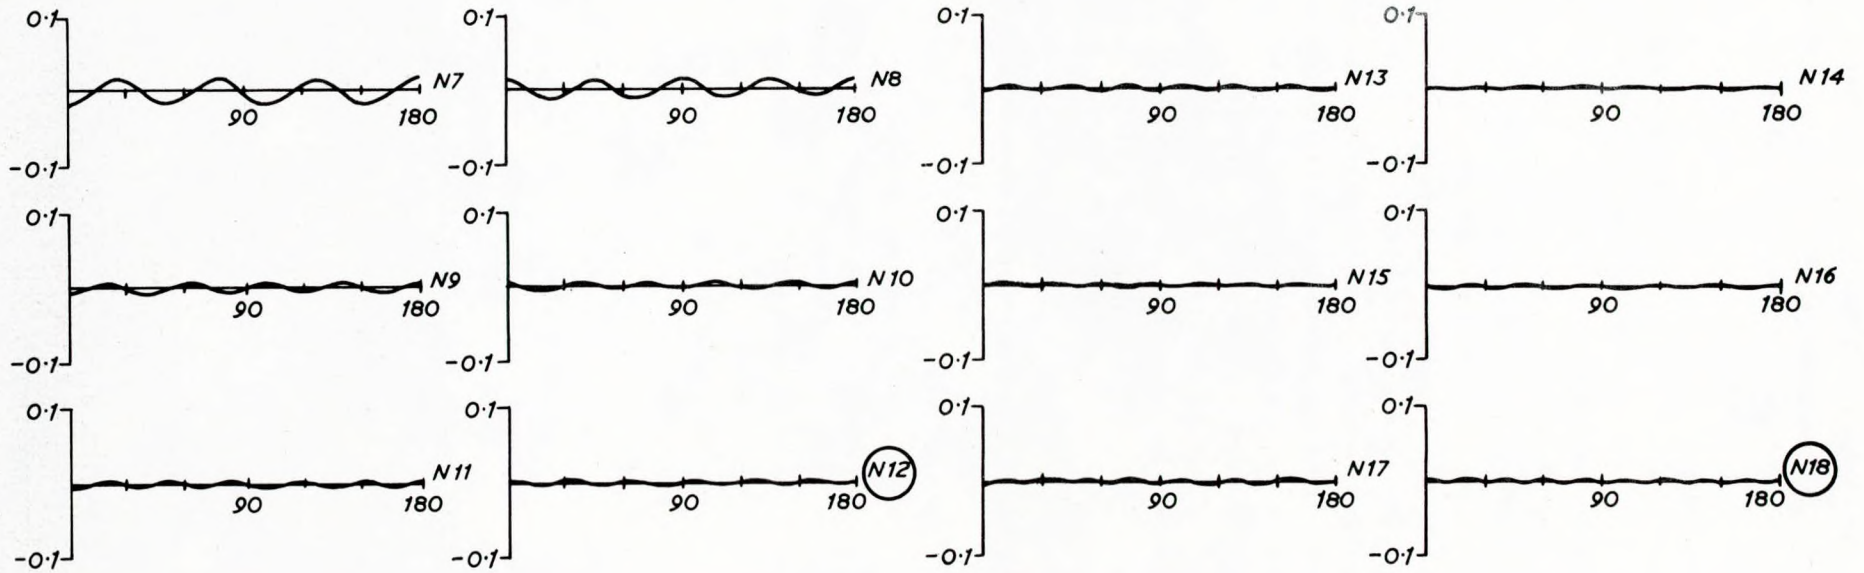 0.1 N7 90 180 -0.1
0.1 N8 90 180 -0.1
0.1 N13 90 180 -0.1
0.1 N14 90 180 -0.1
0.1 N9 90 180 -0.1
0.1 N10 90 180 -0.1
0.1 N15 90 180 -0.1
0.1 N16 90 180 -0.1
0.1 N11 90 180 -0.1
0.1 N12 90 180 -0.1
0.1 N17 90 180 -0.1
0.1 N18 90 180 -0.1